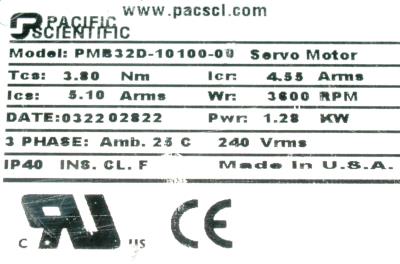 www.pacsci.com
PACIFIC
SCIENTIFIC
Model: PMB32D-10100-00 Servo Motor
Tcs: 3.80 Nm Icr: 4.55 Arms
Ics: 5.10 Arms Wr: 3600 RPM
DATE: 0322 02822 Pwr: 1.28 KW
3 PHASE: Amb. 25 C 240 Vrms
IP40 INS. CL. F Made In U.S.A.
C UL US CE